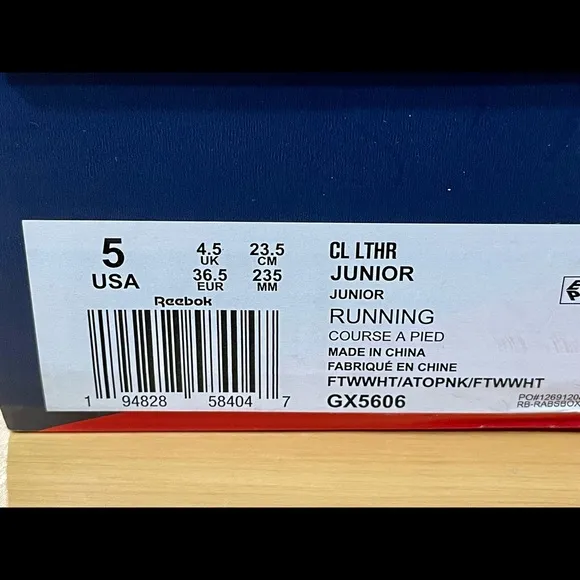 5
USA
4.5
UK
36.5
EUR
23.5
CM
235
MM
Reebok
1 94828 58404 7
CL LTHR
JUNIOR
JUNIOR
RUNNING
COURSE A PIED
MADE IN CHINA
FABRIQUÉ EN CHINE
FTWWHT/ATOPNK/FTWWHT
GX5606